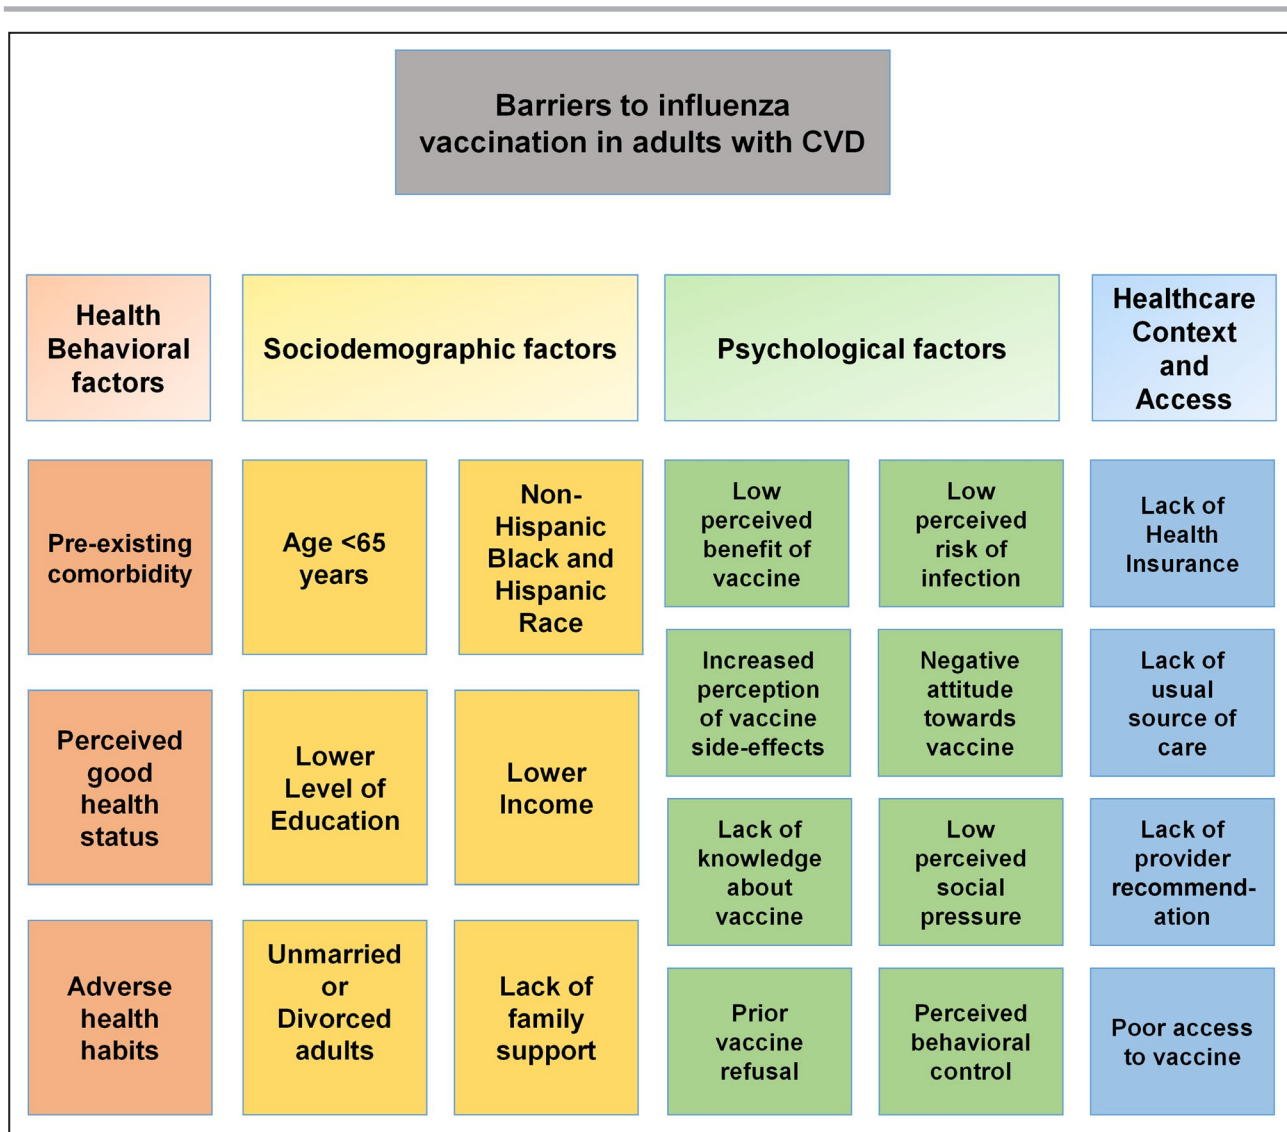 Barriers to influenza
vaccination in adults with CVD
Health
Behavioral
factors
Sociodemographic factors
Psychological factors
Healthcare
Context
and
Access
Pre-existing
comorbidity
Age <65
years
Non-
Hispanic
Black and
Hispanic
Race
Low
perceived
benefit of
vaccine
Low
perceived
risk of
infection
Lack of
Health
Insurance
Increased
perception
of vaccine
side-effects
Negative
attitude
towards
vaccine
Lack of
usual
source of
care
Perceived
good
health
status
Lower
Level of
Education
Lower
Income
Lack of
knowledge
about
vaccine
Low
perceived
social
pressure
Lack of
provider
recommend-
ation
Adverse
health
habits
Unmarried
or
Divorced
adults
Lack of
family
support
Prior
vaccine
refusal
Perceived
behavioral
control
Poor access
to vaccine